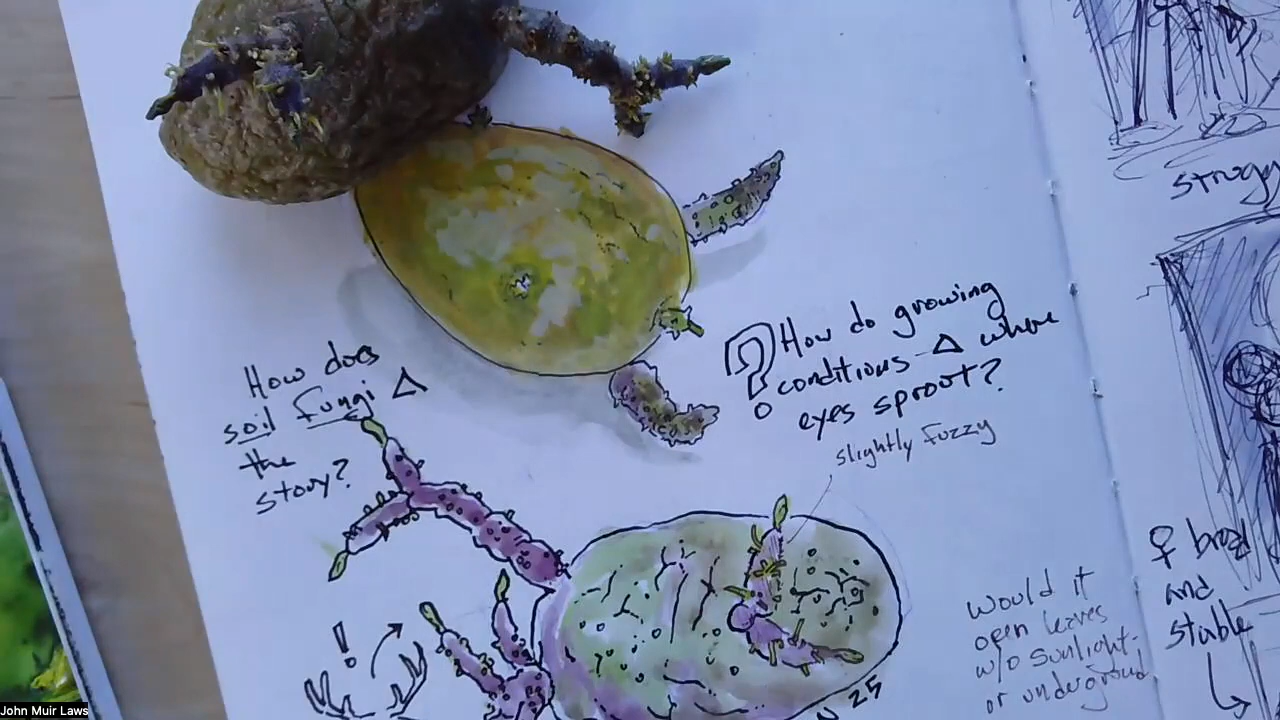 strogg
How does
soil fungi Δ
the
story?
? How do growing
conditions Δ where
eyes sprout?
slightly fuzzy
!
25
would it
open leaves
w/o sunlight-
or underground
♀ broad
and
stable
John Muir Laws